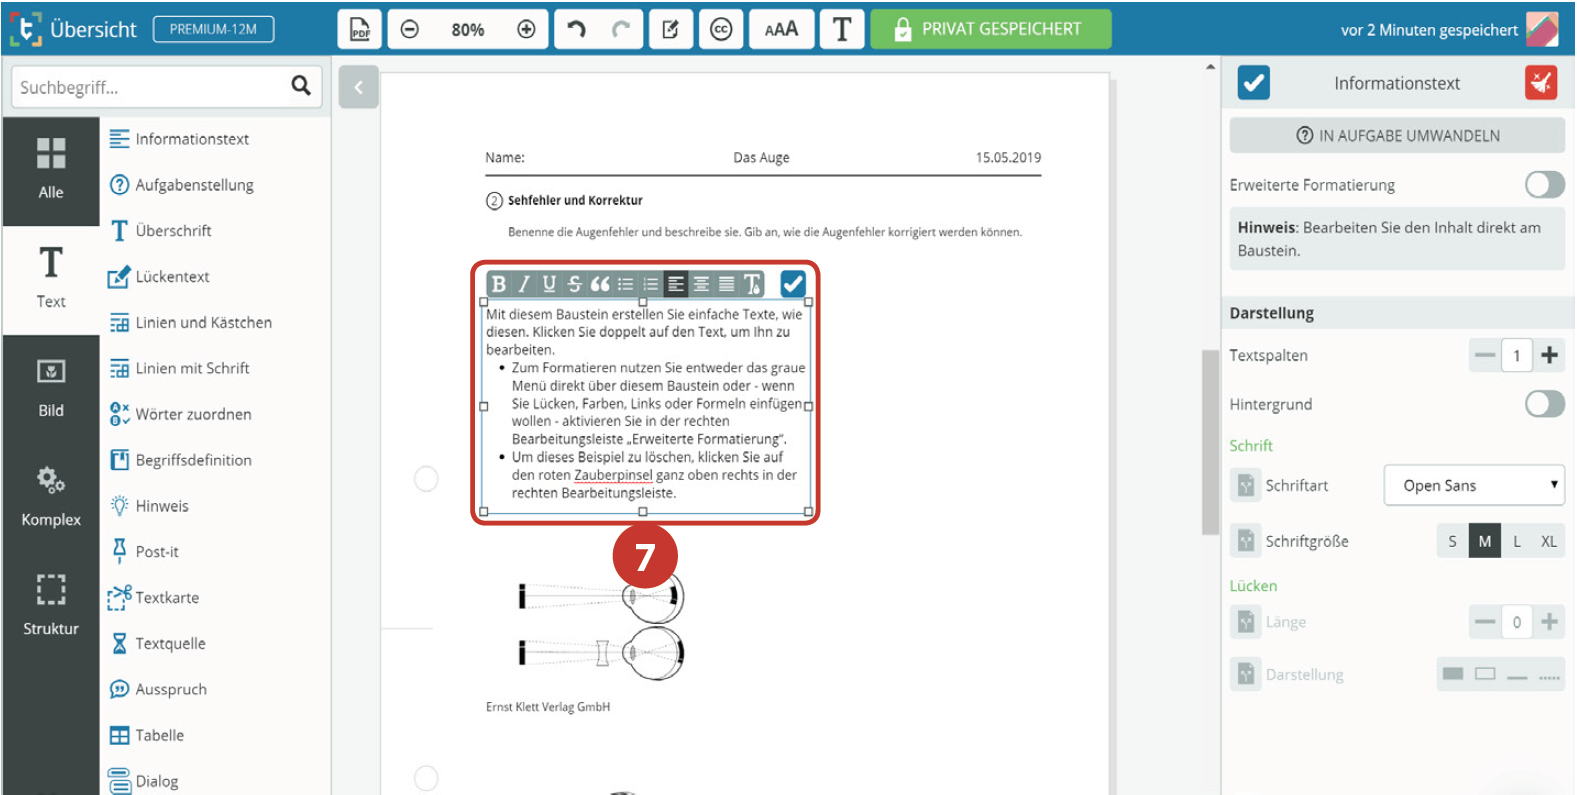 Übersicht
PREMIUM-12M
PDF
80%
cc
AAA
T
PRIVAT GESPEICHERT
vor 2 Minuten gespeichert
Suchbegriff...
Alle
Text
Bild
Komplex
Struktur
Informationstext
Aufgabenstellung
Überschrift
Lückentext
Linien und Kästchen
Linien mit Schrift
Wörter zuordnen
Begriffsdefinition
Hinweis
Post-it
Textkarte
Textquelle
Ausspruch
Tabelle
Dialog
Name: Das Auge 15.05.2019
2 Sehfehler und Korrektur
Benenne die Augenfehler und beschreibe sie. Gib an, wie die Augenfehler korrigiert werden können.
B I U S
Mit diesem Baustein erstellen Sie einfache Texte, wie
diesen. Klicken Sie doppelt auf den Text, um Ihn zu
bearbeiten.
• Zum Formatieren nutzen Sie entweder das graue
Menü direkt über diesem Baustein oder - wenn
Sie Lücken, Farben, Links oder Formeln einfügen
wollen - aktivieren Sie in der rechten
Bearbeitungsleiste „Erweiterte Formatierung“.
• Um dieses Beispiel zu löschen, klicken Sie auf
den roten Zauberpinsel ganz oben rechts in der
rechten Bearbeitungsleiste.
7
Ernst Klett Verlag GmbH
Informationstext
IN AUFGABE UMWANDELN
Erweiterte Formatierung
Hinweis: Bearbeiten Sie den Inhalt direkt am
Baustein.
Darstellung
Textspalten 1
Hintergrund
Schrift
Schriftart Open Sans
Schriftgröße S M L XL
Lücken
Länge 0
Darstellung